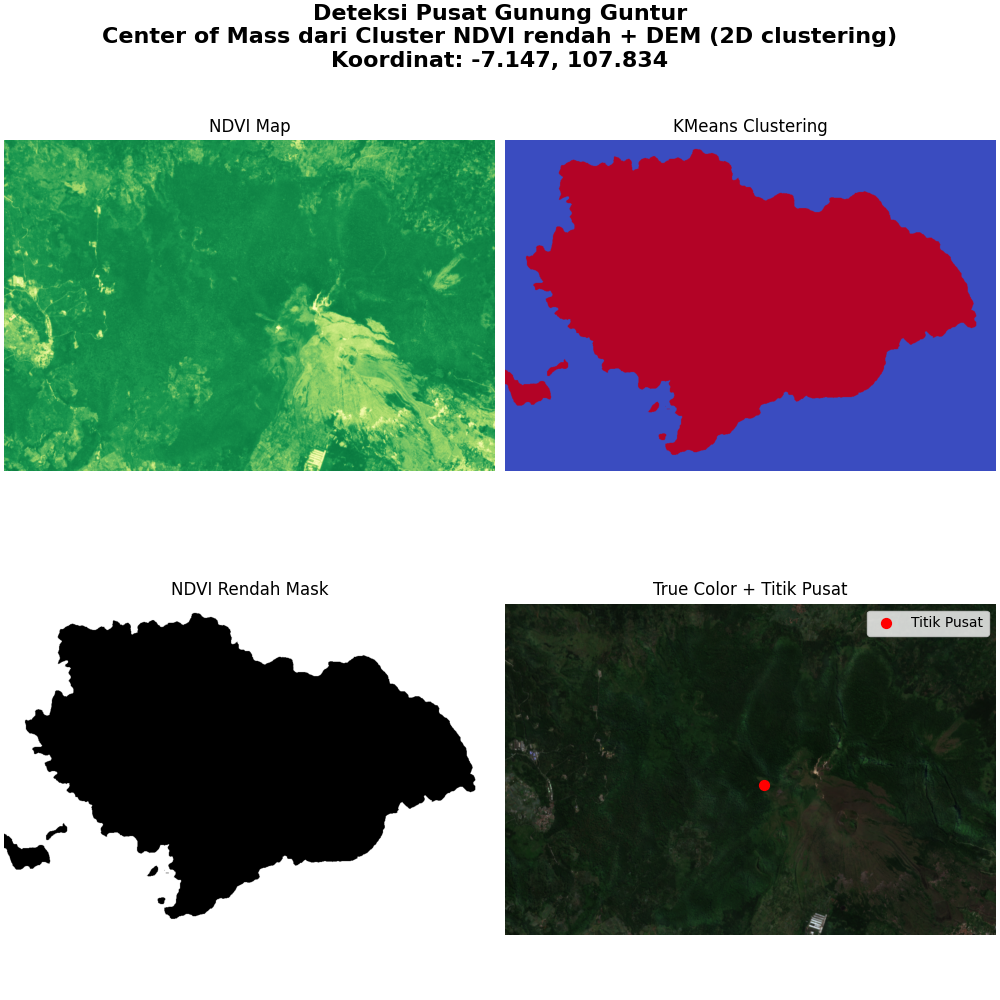 Deteksi Pusat Gunung Guntur
Center of Mass dari Cluster NDVI rendah + DEM (2D clustering)
Koordinat: -7.147, 107.834
NDVI Map
KMeans Clustering
NDVI Rendah Mask
True Color + Titik Pusat
Titik Pusat